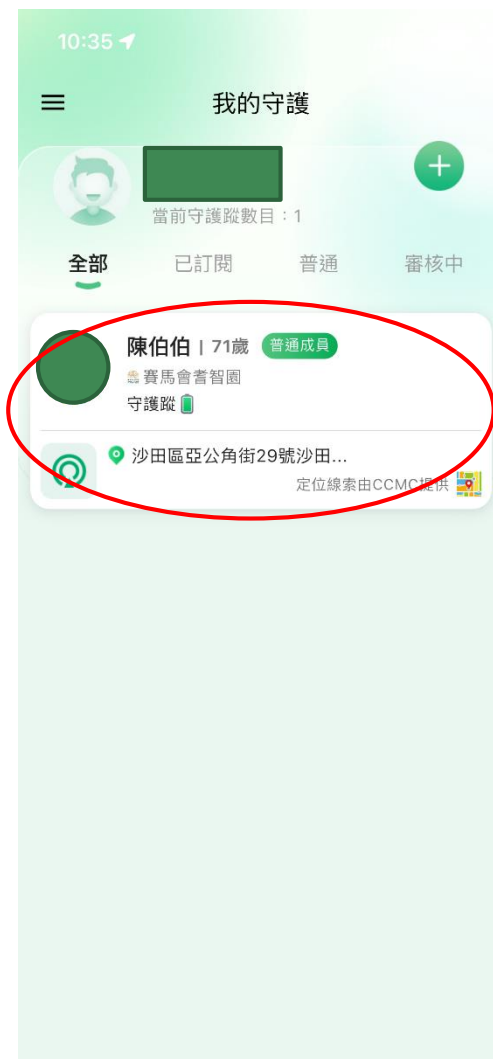 10:35
我的守護
當前守護蹤數目：1
全部 已訂閱 普通 審核中
陳伯伯 | 71歲 普通成員
賽馬會耆智園
守護蹤
沙田區亞公角街29號沙田...
定位線索由CCMC提供